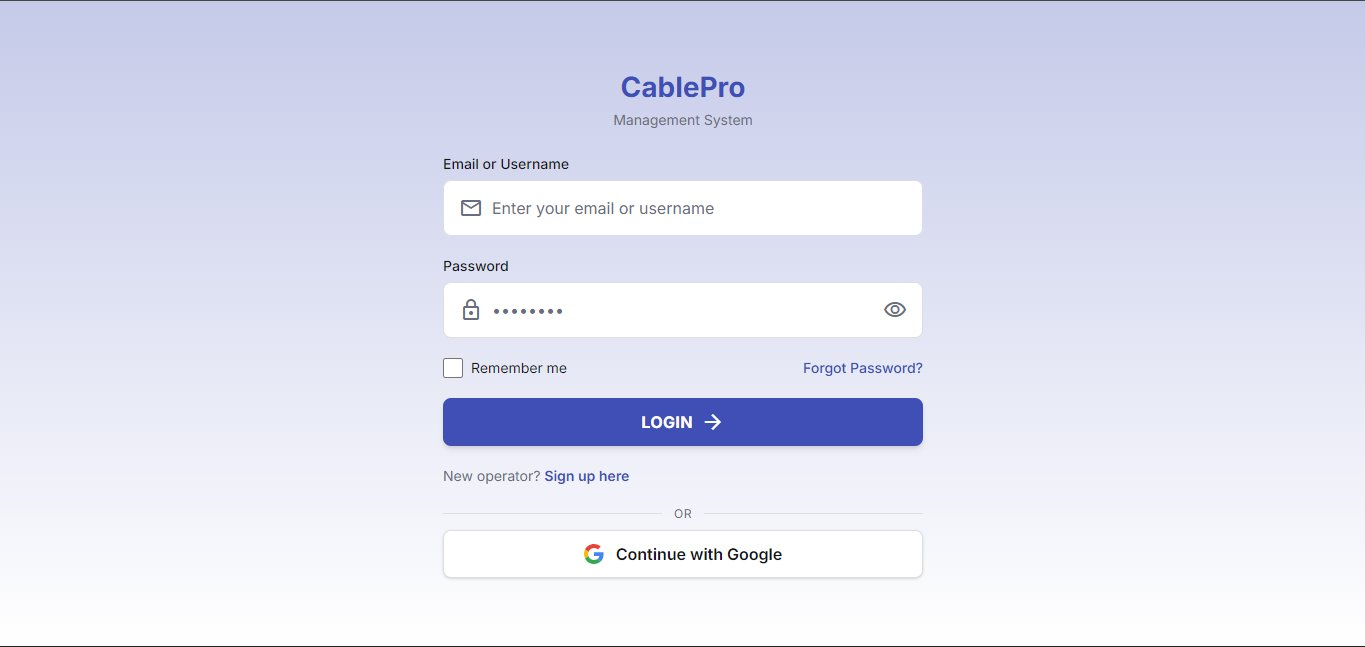 CablePro
Management System
Email or Username
Enter your email or username
Password
••••••••
Remember me
Forgot Password?
LOGIN →
New operator? Sign up here
OR
Continue with Google